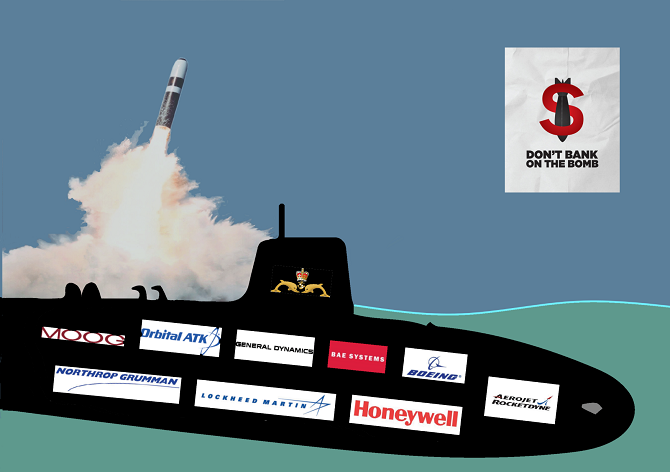 $
DON'T BANK
ON THE BOMB
MOOG
Orbital ATK
GENERAL DYNAMICS
BAE SYSTEMS
BOEING
AEROJET
ROCKETDYNE
NORTHROP GRUMMAN
LOCKHEED MARTIN
Honeywell